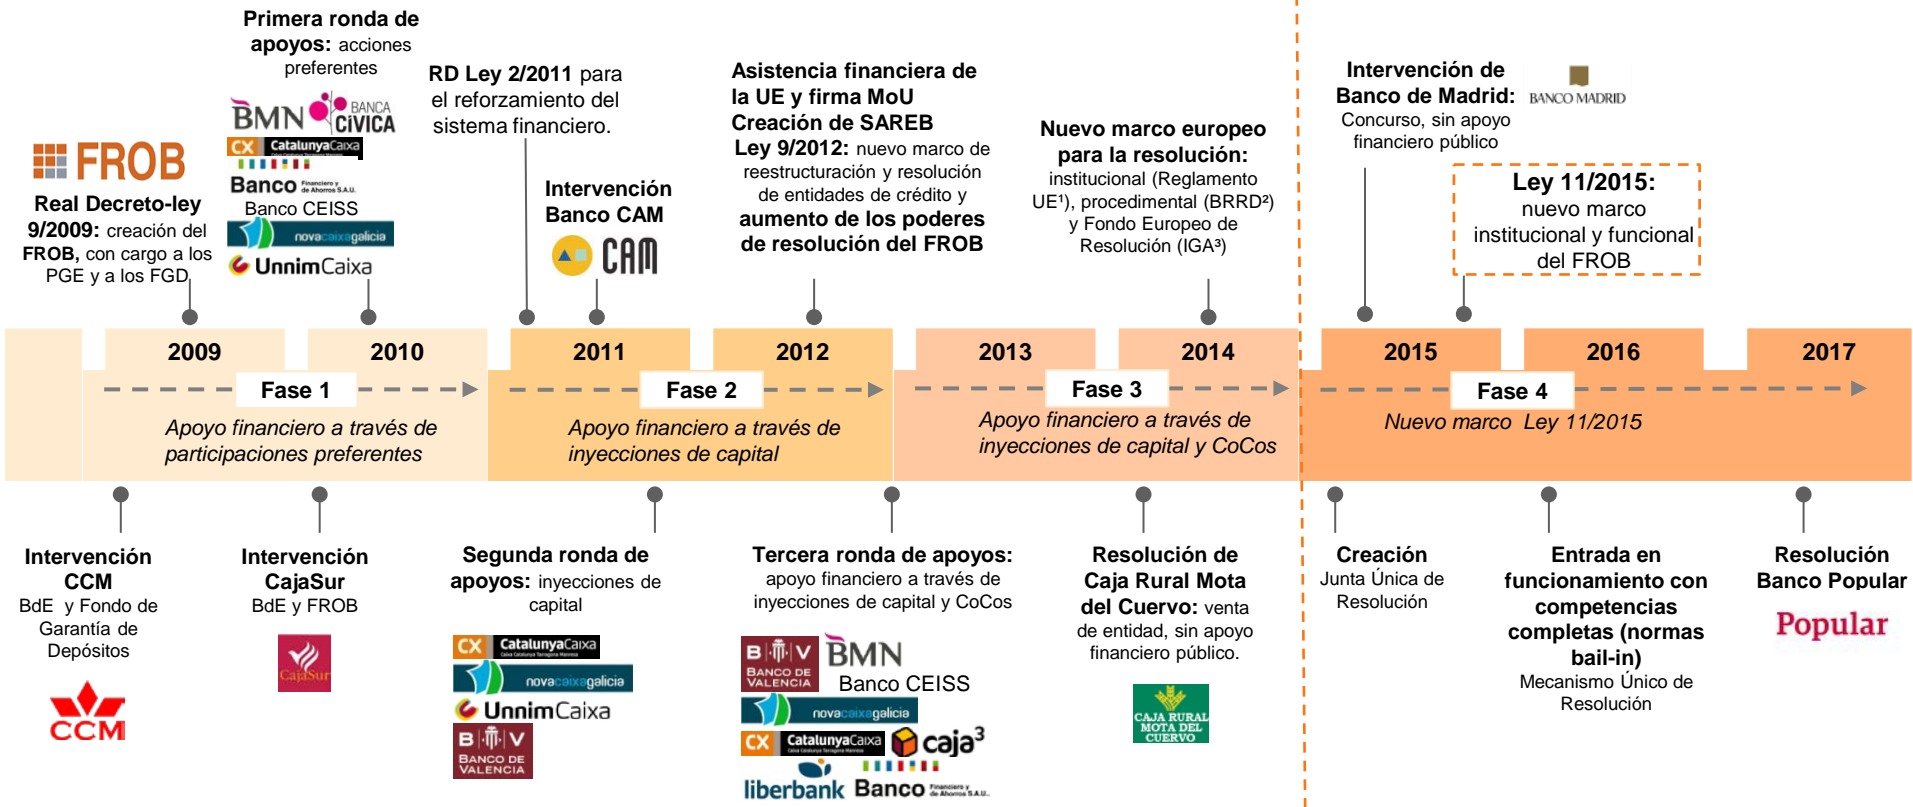 Primera ronda de
apoyos: acciones
preferentes
BMN
BANCA
CÍVICA
CX CatalunyaCaixa
Banco Financiero y
de Ahorros S.A.U.
Banco CEISS
novacaixagalicia
UnnimCaixa
FROB
Real Decreto-ley
9/2009: creación del
FROB, con cargo a los
PGE y a los FGD
RD Ley 2/2011 para
el reforzamiento del
sistema financiero.
Intervención
Banco CAM
CAM
Asistencia financiera de
la UE y firma MoU
Creación de SAREB
Ley 9/2012: nuevo marco de
reestructuración y resolución
de entidades de crédito y
aumento de los poderes
de resolución del FROB
Nuevo marco europeo
para la resolución:
institucional (Reglamento
UE¹), procedimental (BRRD²)
y Fondo Europeo de
Resolución (IGA³)
Intervención de
Banco de Madrid:
Concurso, sin apoyo
financiero público
BANCO MADRID
Ley 11/2015:
nuevo marco
institucional y funcional
del FROB
2009
2010
2011
2012
2013
2014
2015
2016
2017
Fase 1
Fase 2
Fase 3
Fase 4
Apoyo financiero a través de
participaciones preferentes
Apoyo financiero a través de
inyecciones de capital
Apoyo financiero a través de
inyecciones de capital y CoCos
Nuevo marco Ley 11/2015
Intervención
CCM
BdE y Fondo de
Garantía de
Depósitos
CCM
Intervención
CajaSur
BdE y FROB
CajaSur
Segunda ronda de
apoyos: inyecciones de
capital
CX CatalunyaCaixa
novacaixagalicia
UnnimCaixa
B V
BANCO DE
VALENCIA
Tercera ronda de apoyos:
apoyo financiero a través de
inyecciones de capital y CoCos
B V
BANCO DE
VALENCIA
BMN
Banco CEISS
novacaixagalicia
CX CatalunyaCaixa
caja³
liberbank
Banco Financiero y
de Ahorros S.A.U.
Resolución de
Caja Rural Mota
del Cuervo: venta
de entidad, sin apoyo
financiero público.
CAJA RURAL
MOTA DEL
CUERVO
Creación
Junta Única de
Resolución
Entrada en
funcionamiento con
competencias
completas (normas
bail-in)
Mecanismo Único de
Resolución
Resolución
Banco Popular
Popular